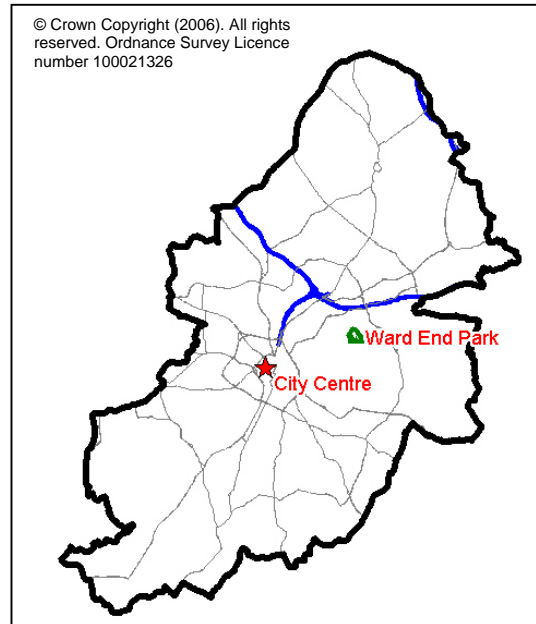 © Crown Copyright (2006). All rights
reserved. Ordnance Survey Licence
number 100021326
Ward End Park
City Centre